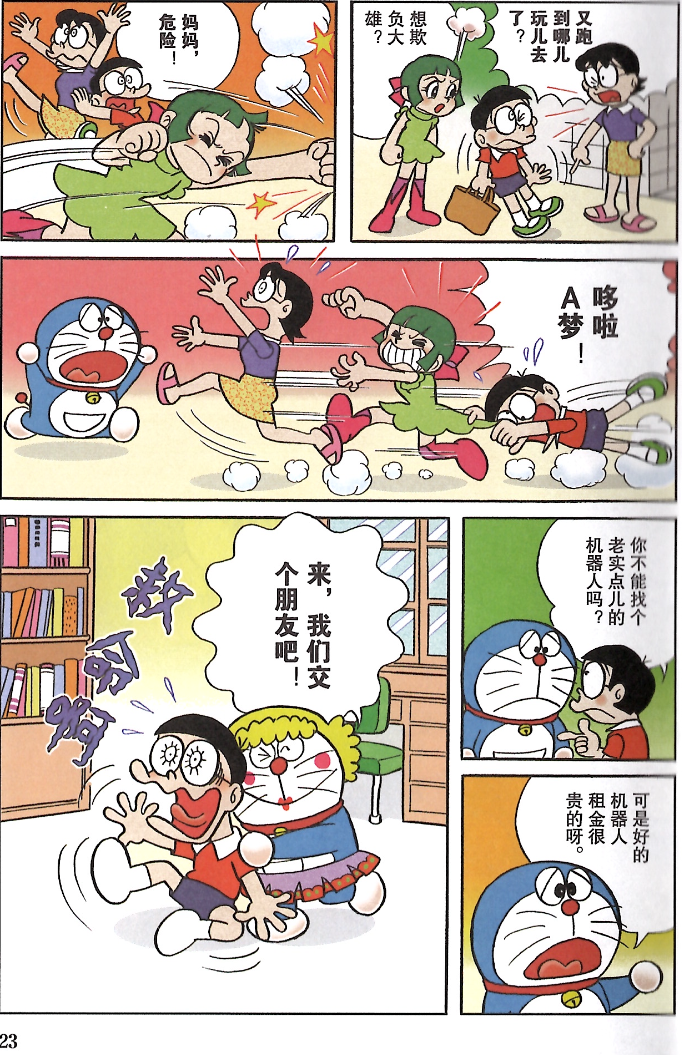 又跑
到哪儿
玩儿去
了?
想欺
负大
雄?
妈妈,
危险!
哆啦
A梦!
你不能找个
老实点儿的
机器人吗?
可是好的
机器人
租金很
贵的呀。
来,我们交
个朋友吧!
23